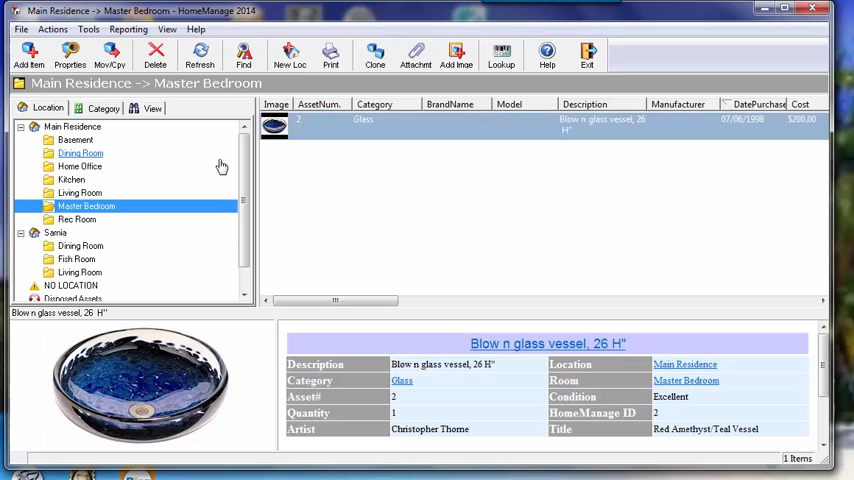 Main Residence -> Master Bedroom - HomeManage 2014
File Actions Tools Reporting View Help
Add Item Proprties Mov/Cpy Delete Refresh Find New Loc Print Clone Attachmt Add Image Lookup Help Exit
Main Residence -> Master Bedroom
Location Category View
Image AssetNum. Category BrandName Model Description Manufacturer DatePurchase Cost
2 Glass Blow n glass vessel, 26 07/06/1998 $200.00
H"
Main Residence
Basement
Dining Room
Home Office
Kitchen
Living Room
Master Bedroom
Rec Room
Sarnia
Dining Room
Fish Room
Living Room
NO LOCATION
Disposed Assets
Blow n glass vessel, 26 H"
Blow n glass vessel, 26 H"
Description Blow n glass vessel, 26 H" Location Main Residence
Category Glass Room Master Bedroom
Asset# 2 Condition Excellent
Quantity 1 HomeManage ID 2
Artist Christopher Thorne Title Red Amethyst/Teal Vessel
1 Items